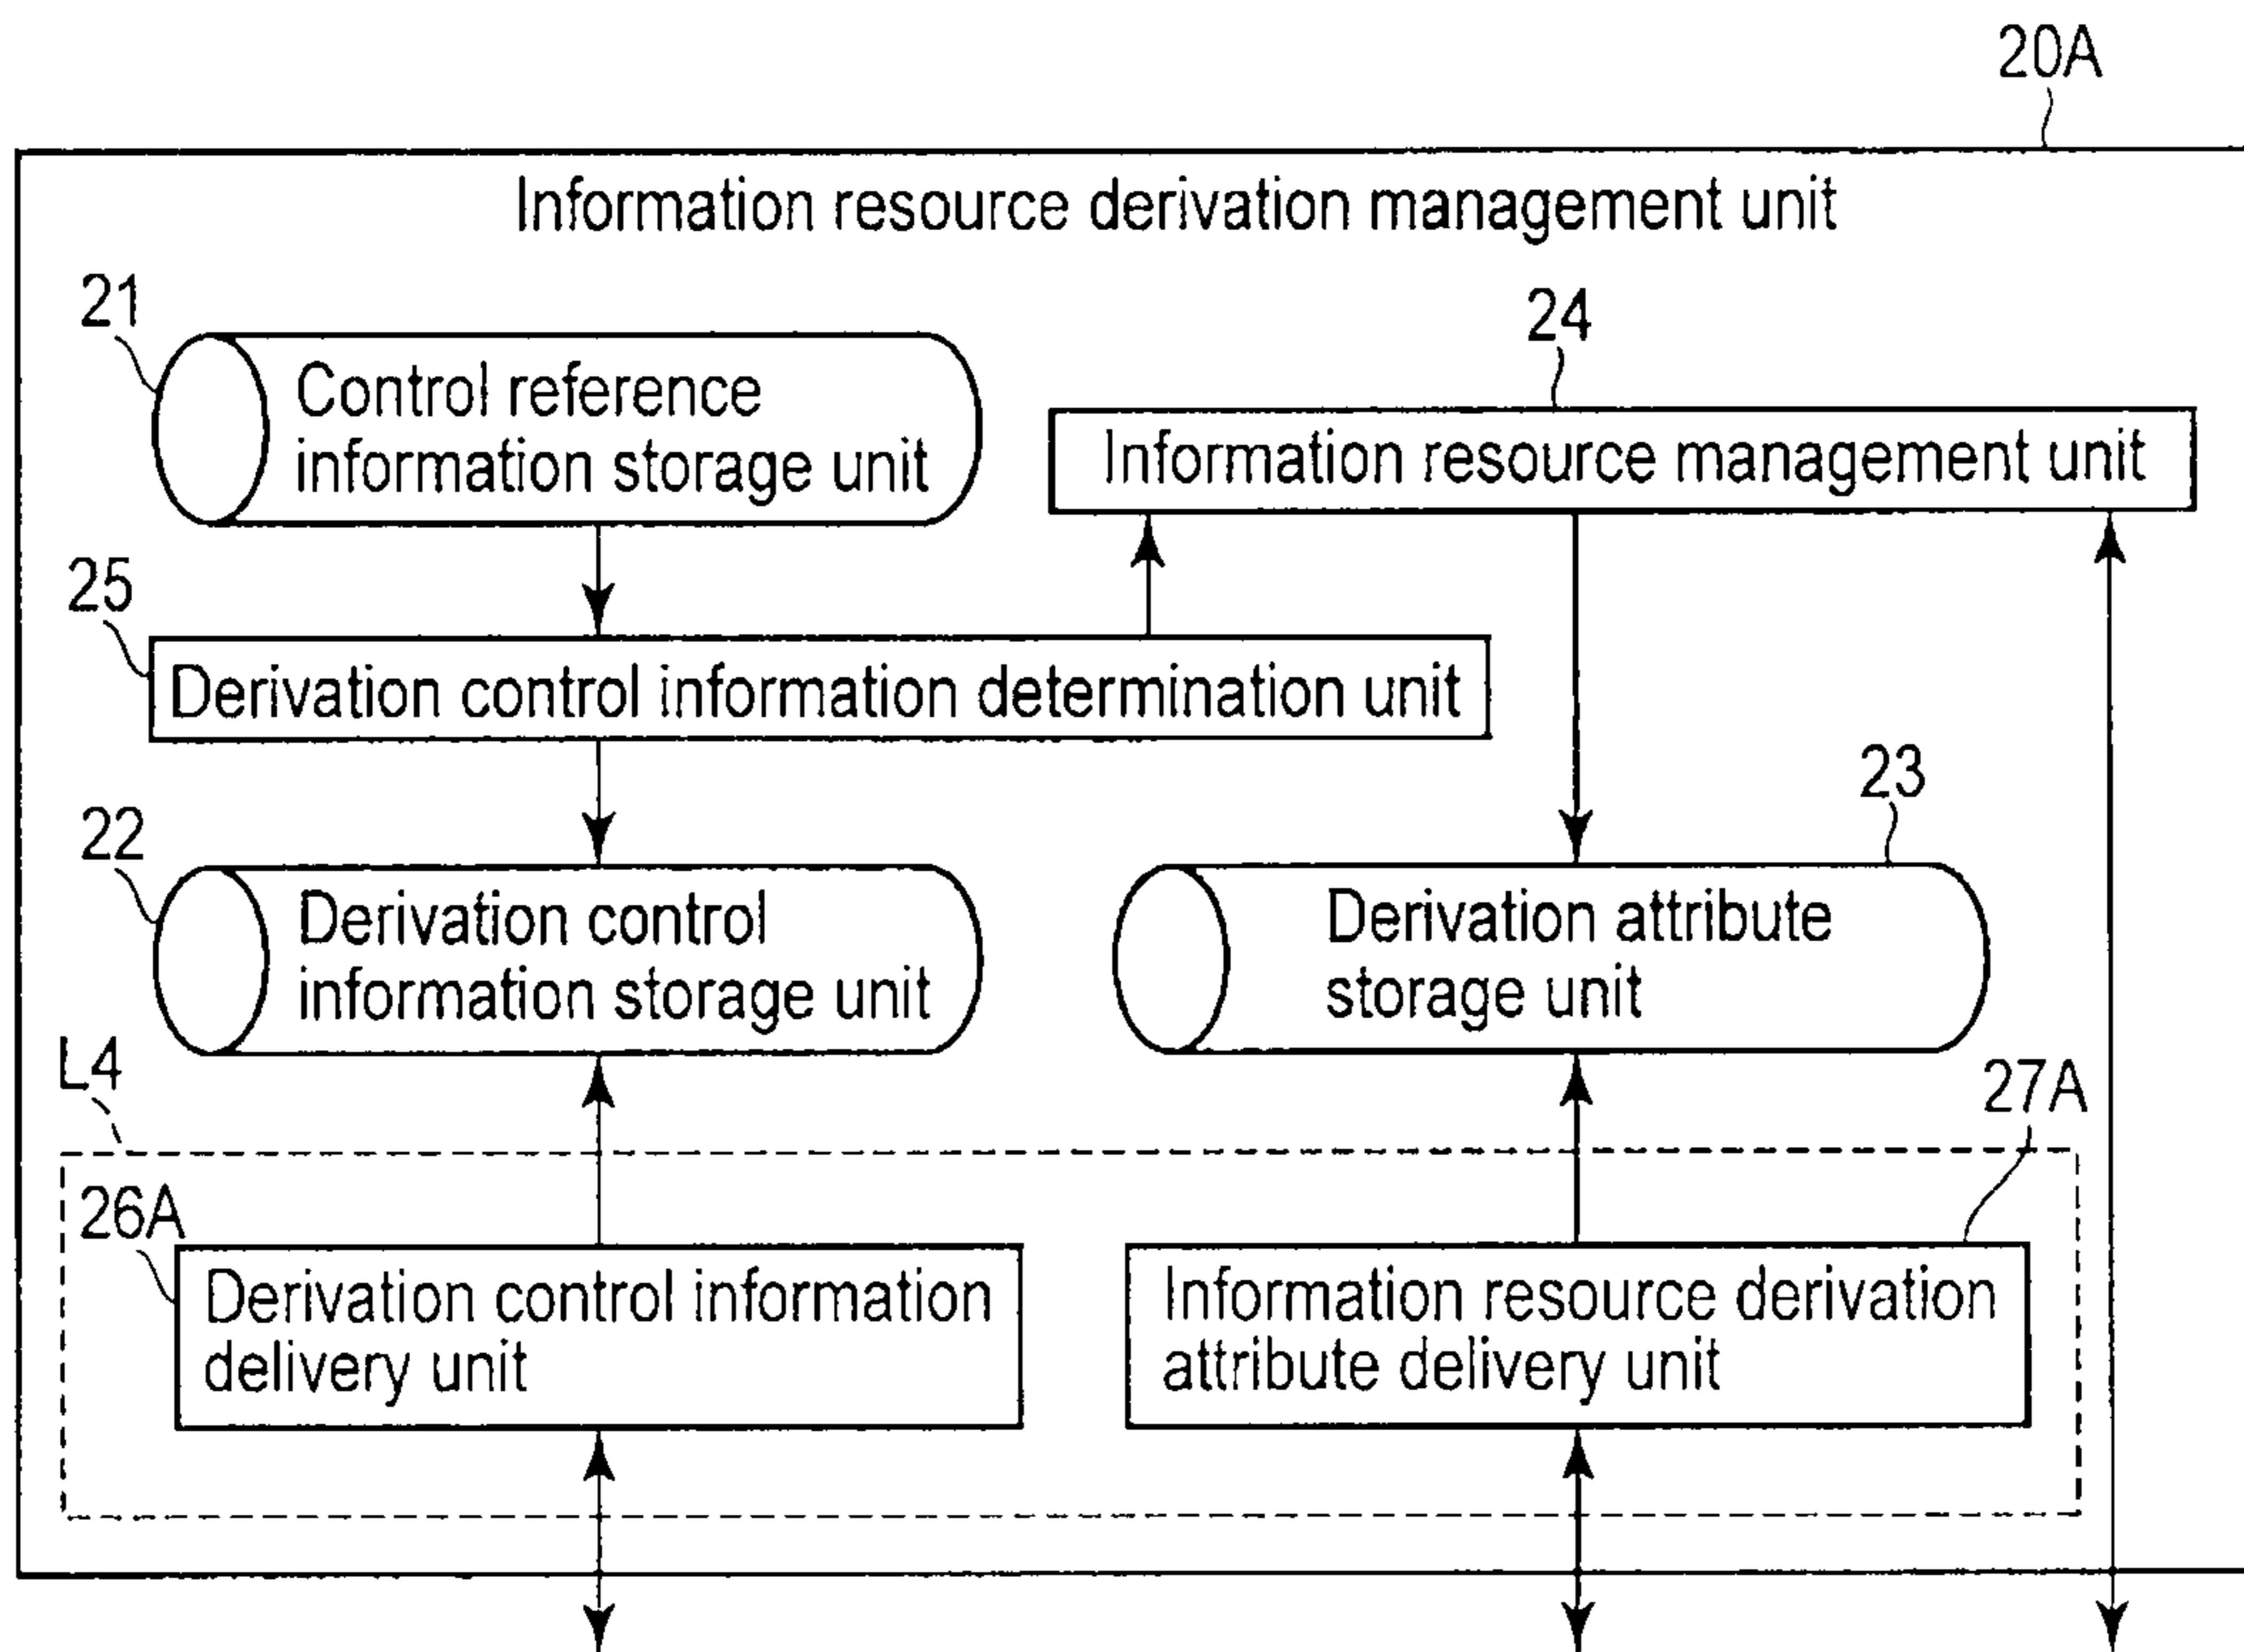 20A
Information resource derivation management unit
21
Control reference
information storage unit
24
Information resource management unit
25
Derivation control information determination unit
22
Derivation control
information storage unit
23
Derivation attribute
storage unit
L4
26A
Derivation control information
delivery unit
27A
Information resource derivation
attribute delivery unit